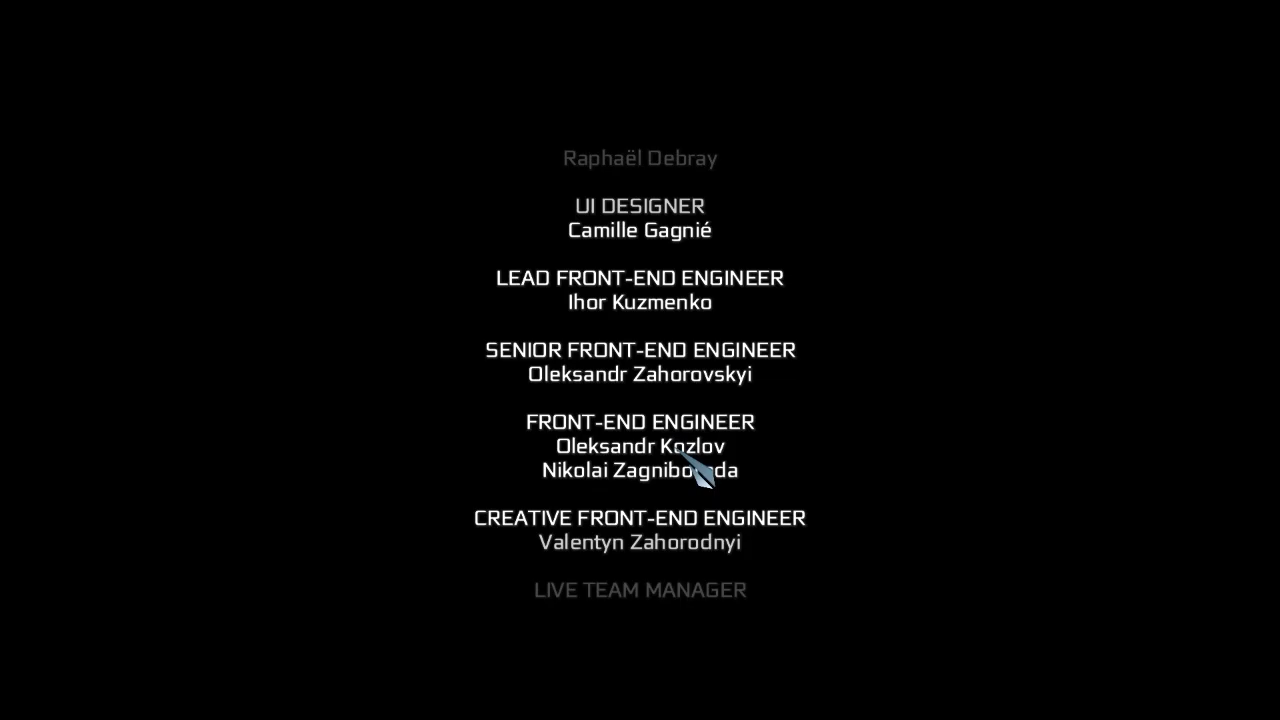 Raphaël Debray
UI DESIGNER
Camille Gagnié
LEAD FRONT-END ENGINEER
Ihor Kuzmenko
SENIOR FRONT-END ENGINEER
Oleksandr Zahorovskyi
FRONT-END ENGINEER
Oleksandr Kozlov
Nikolai
CREATIVE FRONT-END ENGINEER
Valentyn Zahorodnyi
LIVE TEAM MANAGER